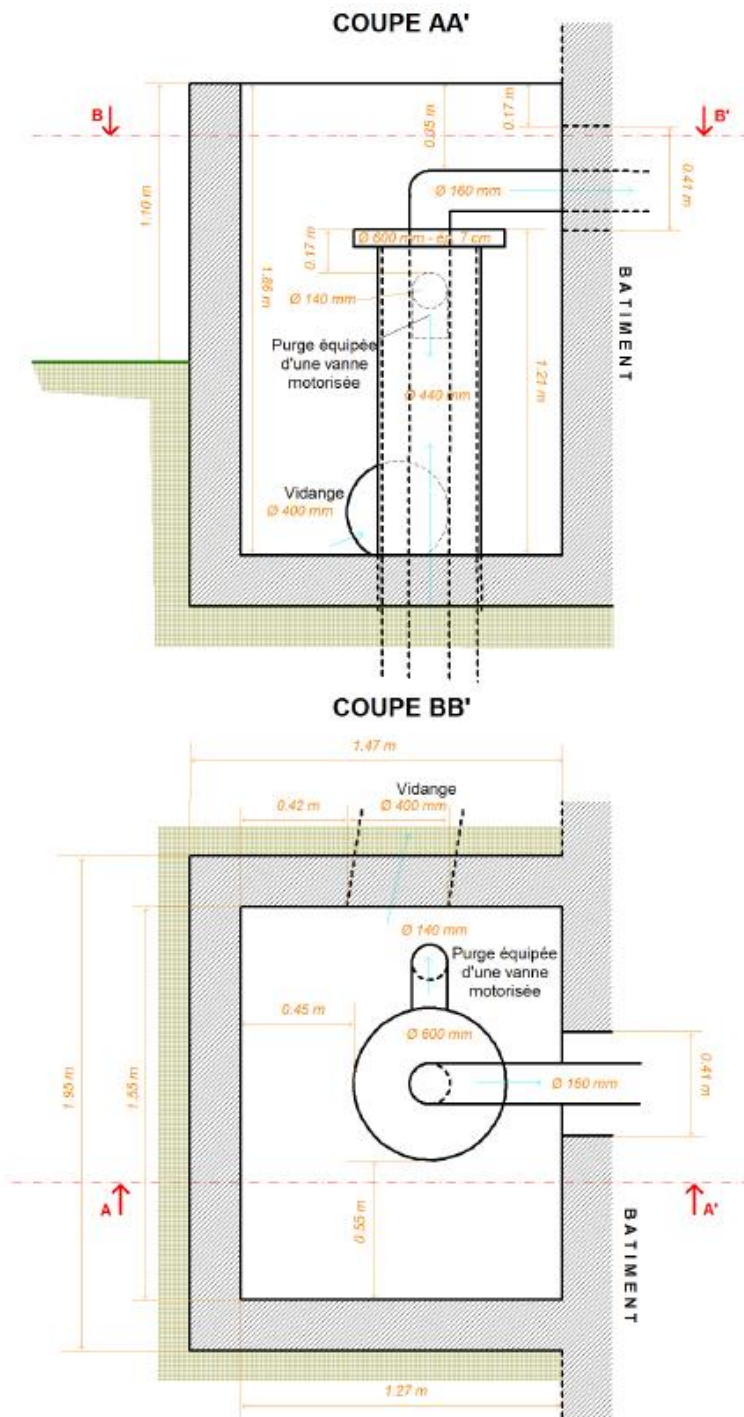 COUPE AA'
B
B'
0.17 m
0.35 m
1.10 m
0.41 m
Ø 160 mm
Ø 600 mm - ép. 7 cm
0.17 m
1.86 m
Ø 140 mm
BATIMENT
Purge équipée
d'une vanne
motorisée
1.21 m
Ø 440 mm
Vidange
Ø 400 mm
COUPE BB'
1.47 m
Vidange
0.42 m
Ø 400 mm
Ø 140 mm
Purge équipée
d'une vanne
motorisée
0.45 m
Ø 600 mm
1.95 m
1.55 m
Ø 160 mm
0.41 m
A
A'
0.55 m
BATIMENT
1.27 m